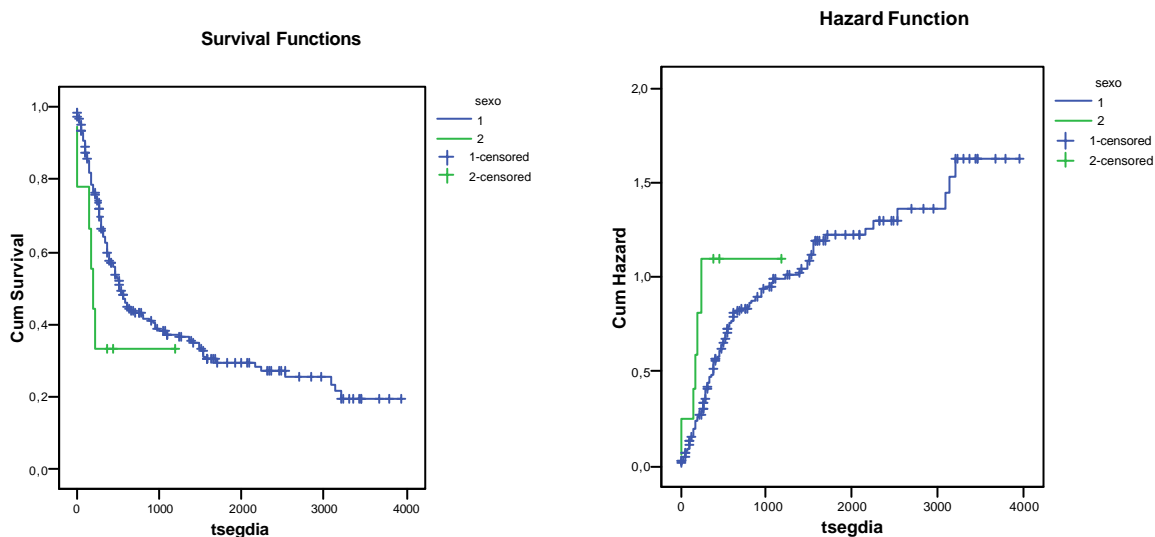 Survival Functions
1,0
0,8
0,6
0,4
0,2
0,0
Cum Survival
0
1000
2000
3000
4000
tsegdia
sexo
1
2
1-censored
2-censored
Hazard Function
2,0
1,5
1,0
0,5
0,0
Cum Hazard
0
1000
2000
3000
4000
tsegdia
sexo
1
2
1-censored
2-censored